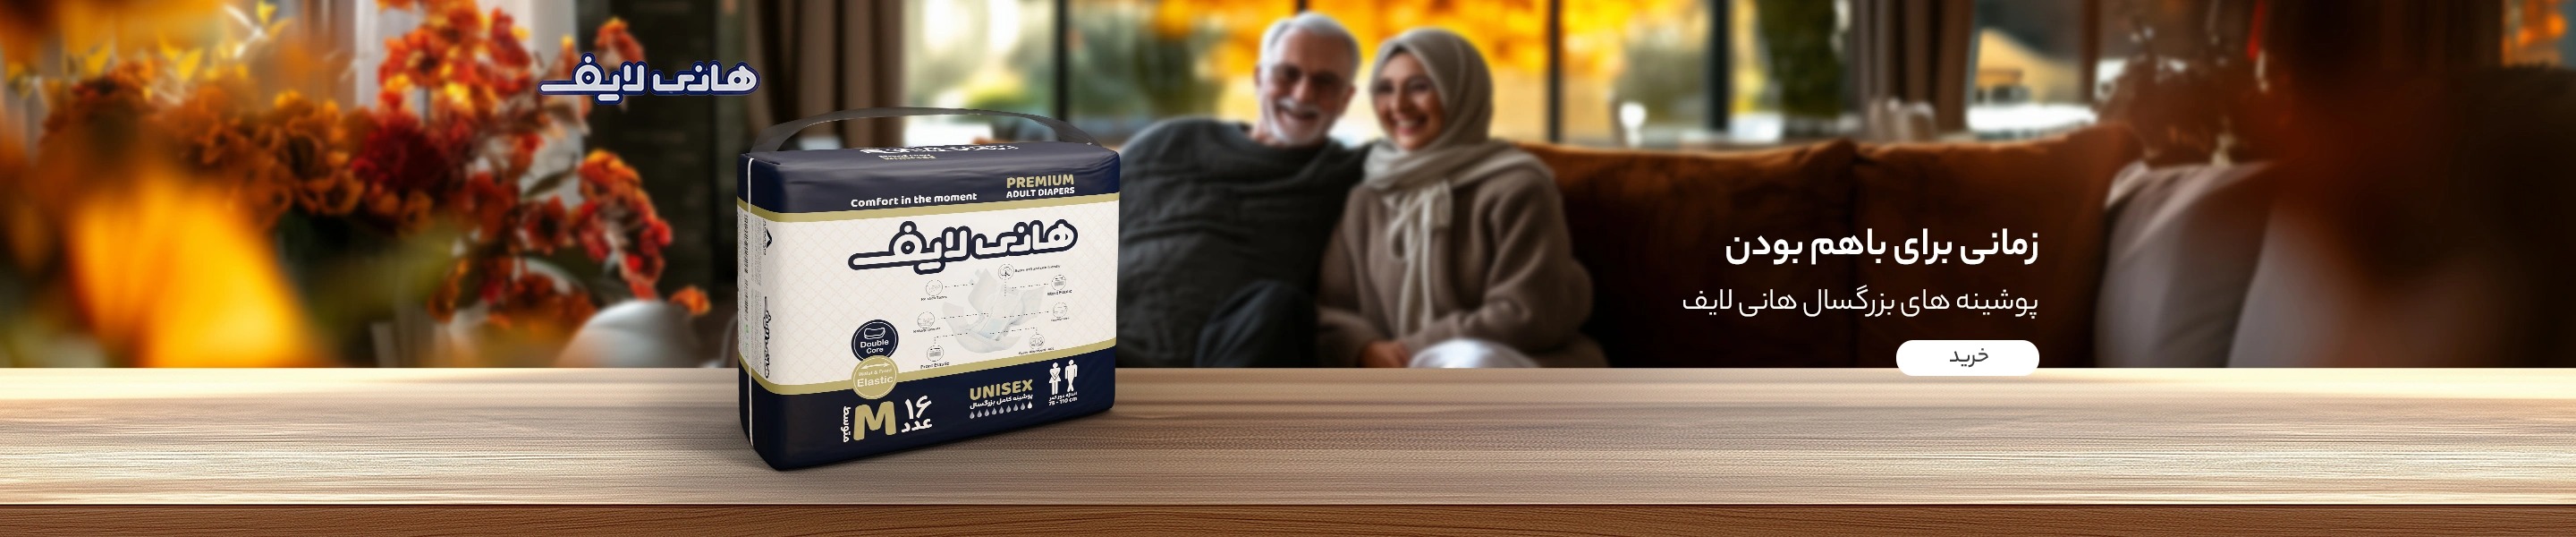 هانی لایف
زمانی برای باهم بودن
پوشینه های بزرگسال هانی لایف
خرید
PREMIUM
ADULT DIAPERS
Comfort in the moment
هانی لایف
Double
Core
Elastic
UNISEX
پوشینه کامل بزرگسال
M
متوسط
۱۶
عدد